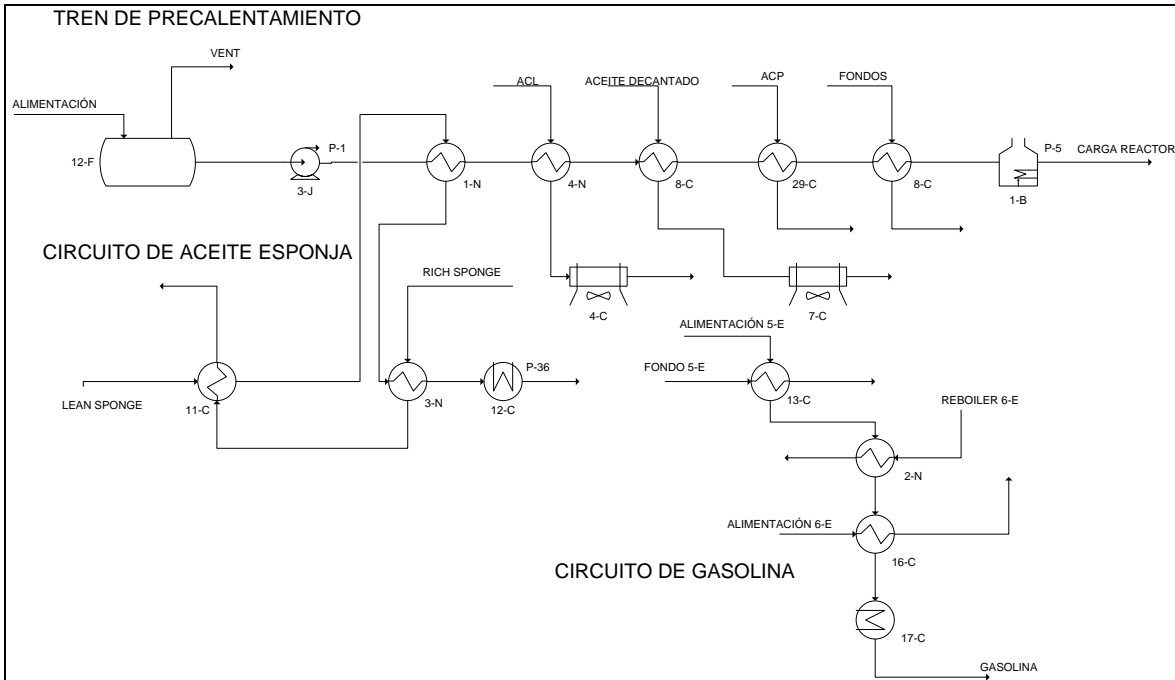 TREN DE PRECALENTAMIENTO
VENT
ALIMENTACIÓN
12-F
P-1
3-J
1-N
ACL
4-N
ACEITE DECANTADO
8-C
ACP
29-C
FONDOS
8-C
P-5
CARGA REACTOR
1-B
CIRCUITO DE ACEITE ESPONJA
RICH SPONGE
4-C
7-C
LEAN SPONGE
11-C
3-N
P-36
12-C
ALIMENTACIÓN 5-E
FONDO 5-E
13-C
REBOILER 6-E
2-N
ALIMENTACIÓN 6-E
16-C
CIRCUITO DE GASOLINA
17-C
GASOLINA